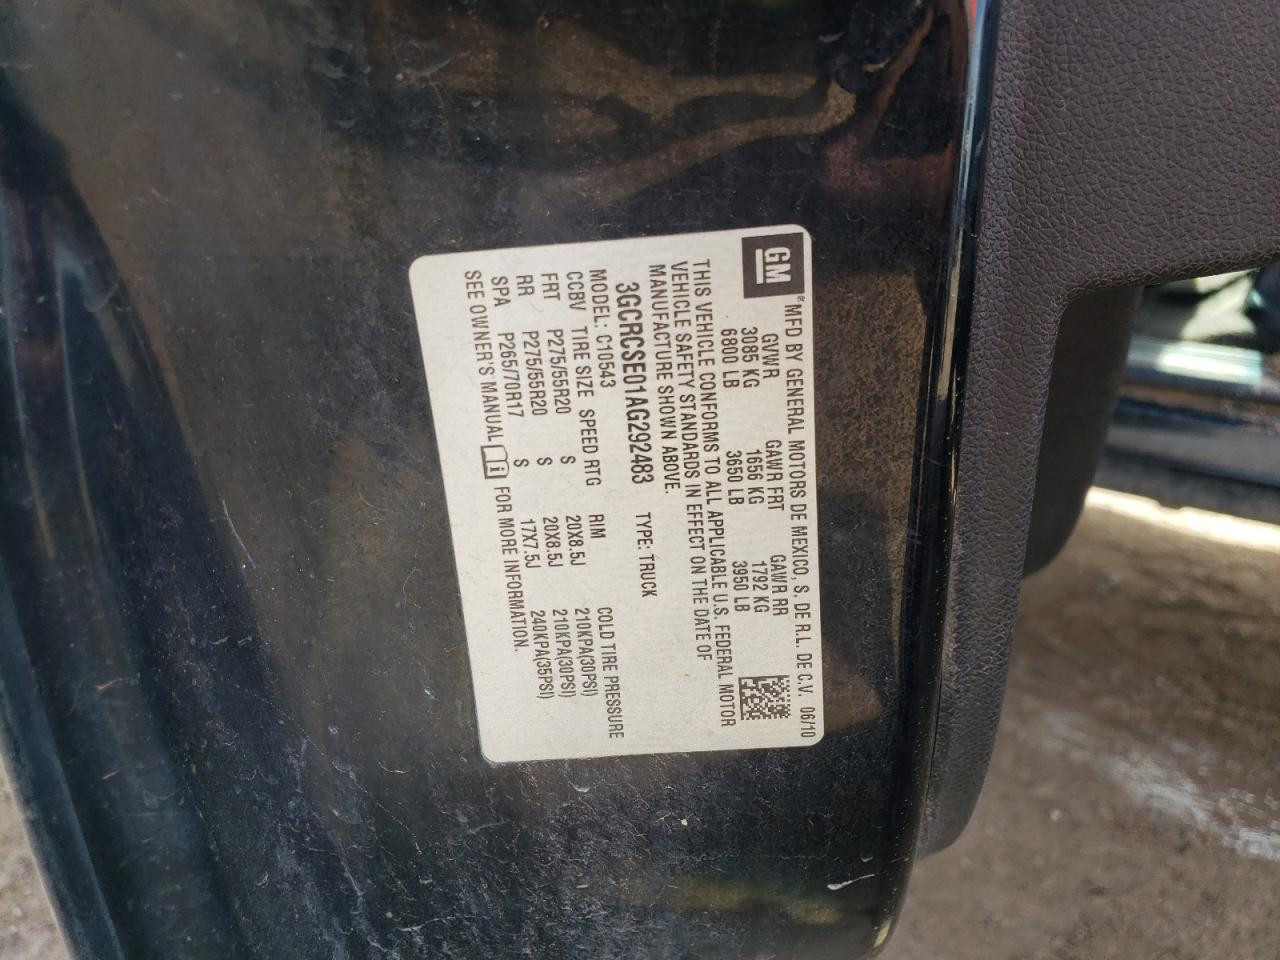 GM ® MFD BY GENERAL MOTORS DE MEXICO, S. DE R.L. DE C.V. 06/10
GVWR GAWR FRT GAWR RR
3085 KG 1656 KG 1792 KG
6800 LB 3650 LB 3950 LB
THIS VEHICLE CONFORMS TO ALL APPLICABLE U.S. FEDERAL MOTOR
VEHICLE SAFETY STANDARDS IN EFFECT ON THE DATE OF
MANUFACTURE SHOWN ABOVE.
3GCRCSE01AG292483 TYPE: TRUCK
MODEL: C10543
CCBV TIRE SIZE SPEED RTG RIM COLD TIRE PRESSURE
FRT P275/55R20 S 20X8.5J 210KPA(30PSI)
RR P275/55R20 S 20X8.5J 210KPA(30PSI)
SPA P265/70R17 S 17X7.5J 240KPA(35PSI)
SEE OWNER'S MANUAL i FOR MORE INFORMATION.